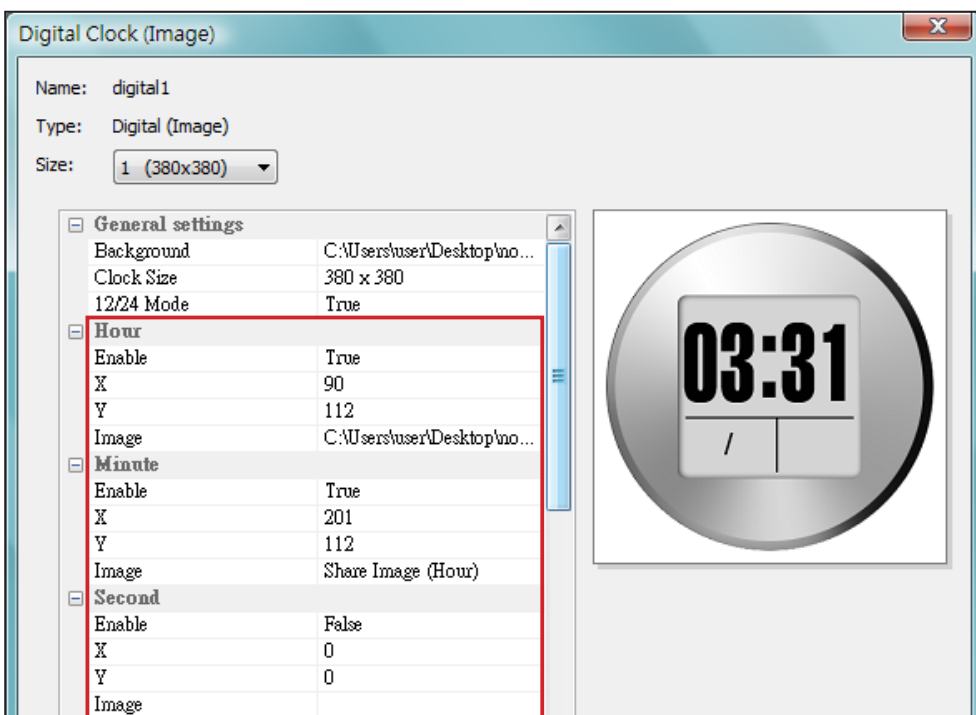 Digital Clock (Image)
Name: digital1
Type: Digital (Image)
Size: 1 (380x380)
General settings
Background C:\Users\user\Desktop\no...
Clock Size 380 x 380
12/24 Mode True
Hour
Enable True
X 90
Y 112
Image C:\Users\user\Desktop\no...
Minute
Enable True
X 201
Y 112
Image Share Image (Hour)
Second
Enable False
X 0
Y 0
Image
03:31
/